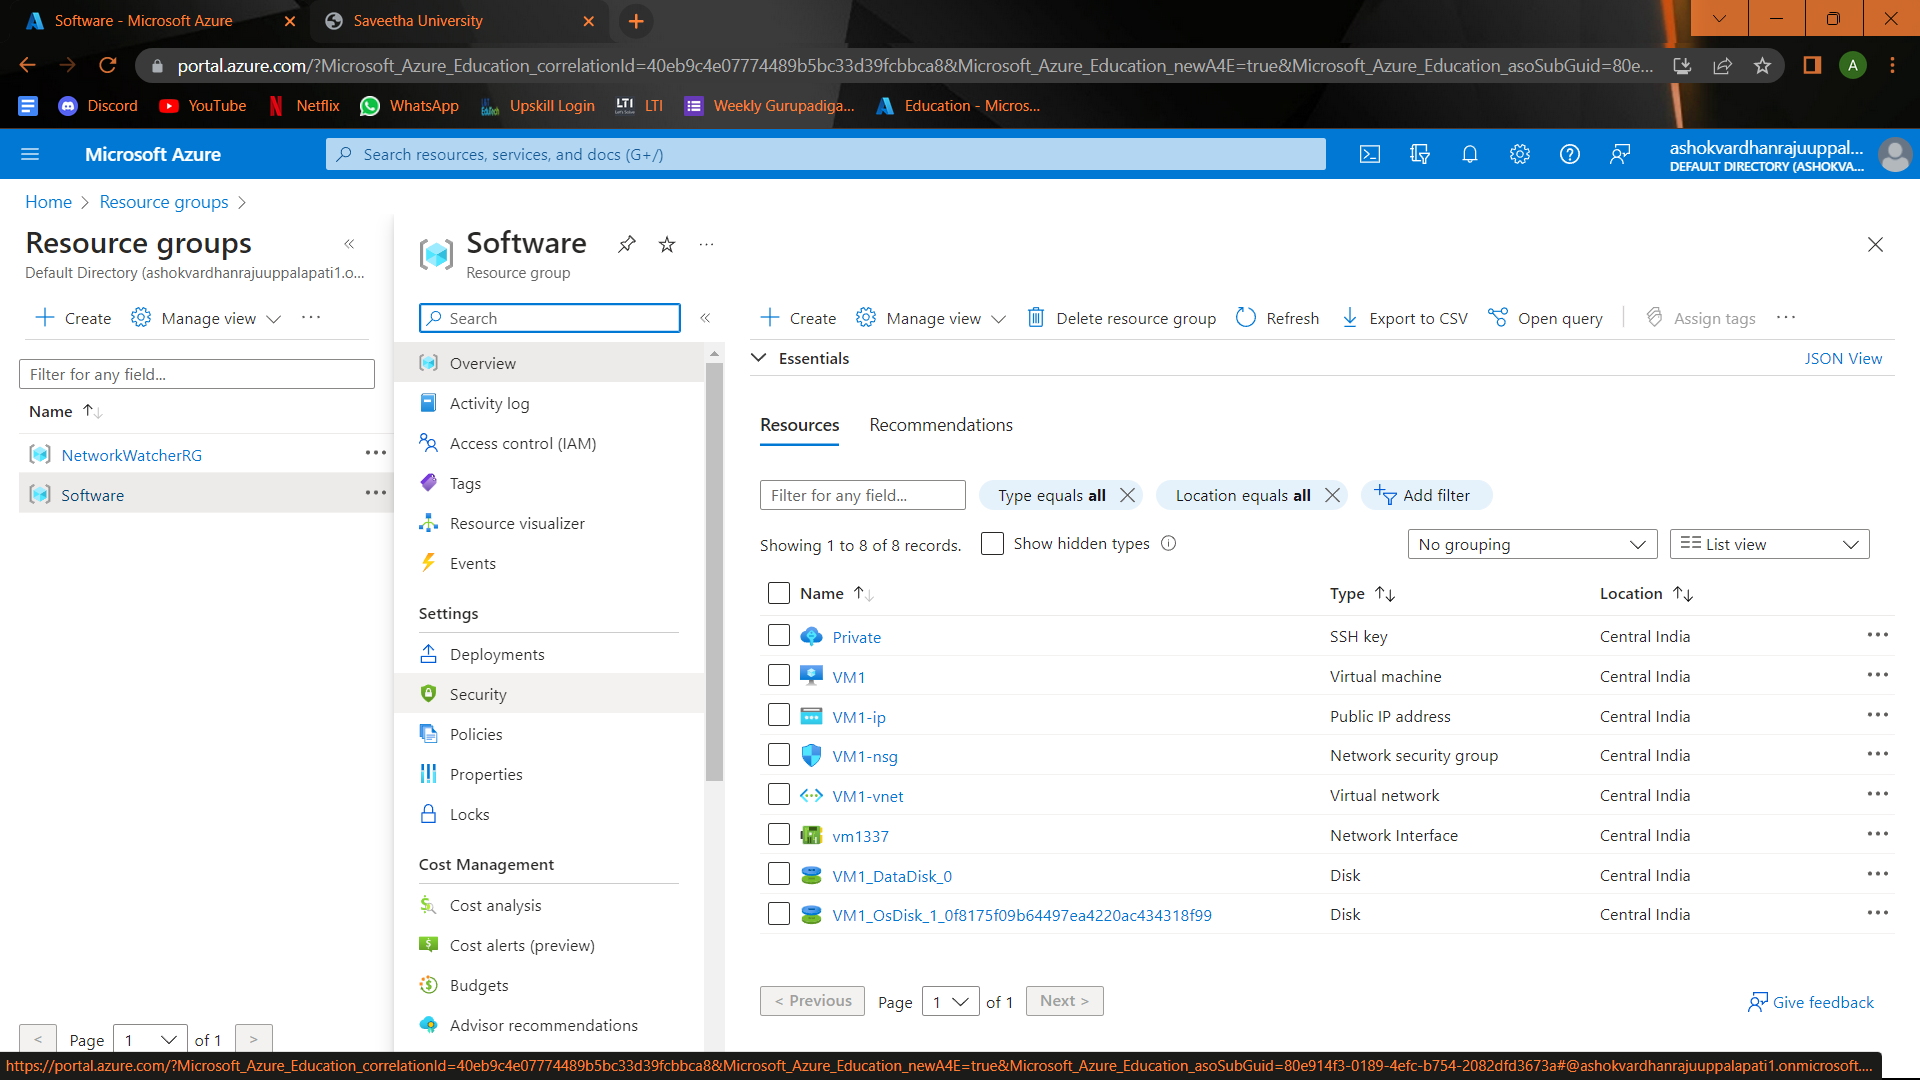 Software - Microsoft Azure
Saveetha University
portal.azure.com/?Microsoft_Azure_Education_correlationId=40eb9c4e07774489b5bc33d39fcbbca8&Microsoft_Azure_Education_newA4E=true&Microsoft_Azure_Education_asoSubGuid=80e...
A
Discord
YouTube
Netflix
WhatsApp
Upskill Login
LTI
LTI
Weekly Gurupadiga...
Education - Micros...
Microsoft Azure
Search resources, services, and docs (G+/)
ashokvardhanrajuuppal...
DEFAULT DIRECTORY (ASHOKVA...
Home > Resource groups >
Resource groups
Default Directory (ashokvardhanrajuuppalapati1.o...
Create
Manage view
Filter for any field...
Name
NetworkWatcherRG
Software
< Page 1 of 1 >
Software
Resource group
Search
Overview
Activity log
Access control (IAM)
Tags
Resource visualizer
Events
Settings
Deployments
Security
Policies
Properties
Locks
Cost Management
Cost analysis
Cost alerts (preview)
Budgets
Advisor recommendations
Create
Manage view
Delete resource group
Refresh
Export to CSV
Open query
Assign tags
Essentials
JSON View
Resources
Recommendations
Filter for any field...
Type equals all
Location equals all
Add filter
Showing 1 to 8 of 8 records.
Show hidden types
No grouping
List view
Name Type Location
Private SSH key Central India
VM1 Virtual machine Central India
VM1-ip Public IP address Central India
VM1-nsg Network security group Central India
VM1-vnet Virtual network Central India
vm1337 Network Interface Central India
VM1_DataDisk_0 Disk Central India
VM1_OsDisk_1_0f8175f09b64497ea4220ac434318f99 Disk Central India
< Previous Page 1 of 1 Next >
Give feedback
https://portal.azure.com/?Microsoft_Azure_Education_correlationId=40eb9c4e07774489b5bc33d39fcbbca8&Microsoft_Azure_Education_newA4E=true&Microsoft_Azure_Education_asoSubGuid=80e914f3-0189-4efc-b754-2082dfd3673a#@ashokvardhanrajuuppalapati1.onmicrosoft....